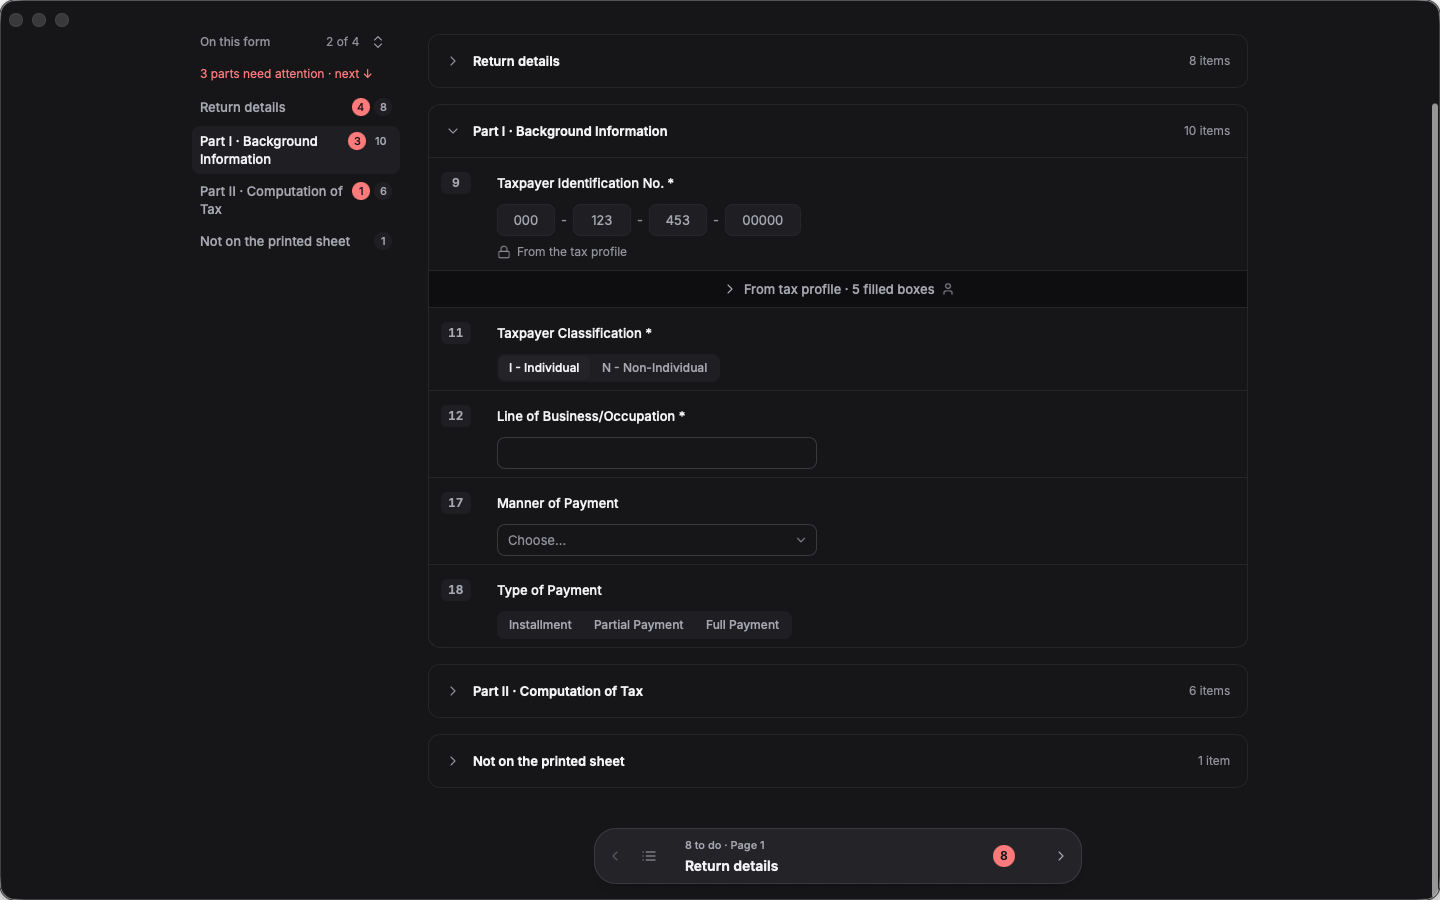 On this form 2 of 4
3 parts need attention · next ↓
Return details 4 8
Part I · Background Information 3 10
Part II · Computation of Tax 1 6
Not on the printed sheet 1
Return details 8 items
Part I · Background Information 10 items
9 Taxpayer Identification No. *
000 - 123 - 453 - 00000
From the tax profile
From tax profile · 5 filled boxes
11 Taxpayer Classification *
I - Individual N - Non-Individual
12 Line of Business/Occupation *
17 Manner of Payment
Choose...
18 Type of Payment
Installment Partial Payment Full Payment
Part II · Computation of Tax 6 items
Not on the printed sheet 1 item
8 to do · Page 1
Return details 8